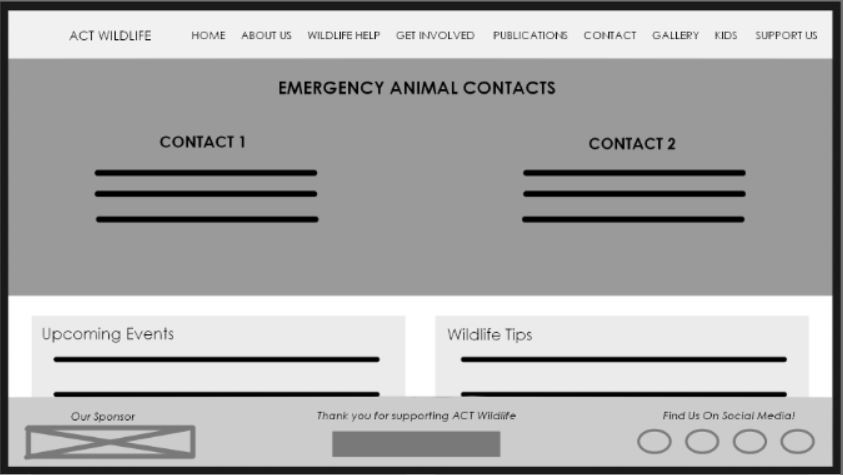 ACT WILDLIFE HOME ABOUT US WILDLIFE HELP GET INVOLVED PUBLICATIONS CONTACT GALLERY KIDS SUPPORT US
EMERGENCY ANIMAL CONTACTS
CONTACT 1
CONTACT 2
Upcoming Events
Wildlife Tips
Our Sponsor
Thank you for supporting ACT Wildlife
Find Us On Social Media!